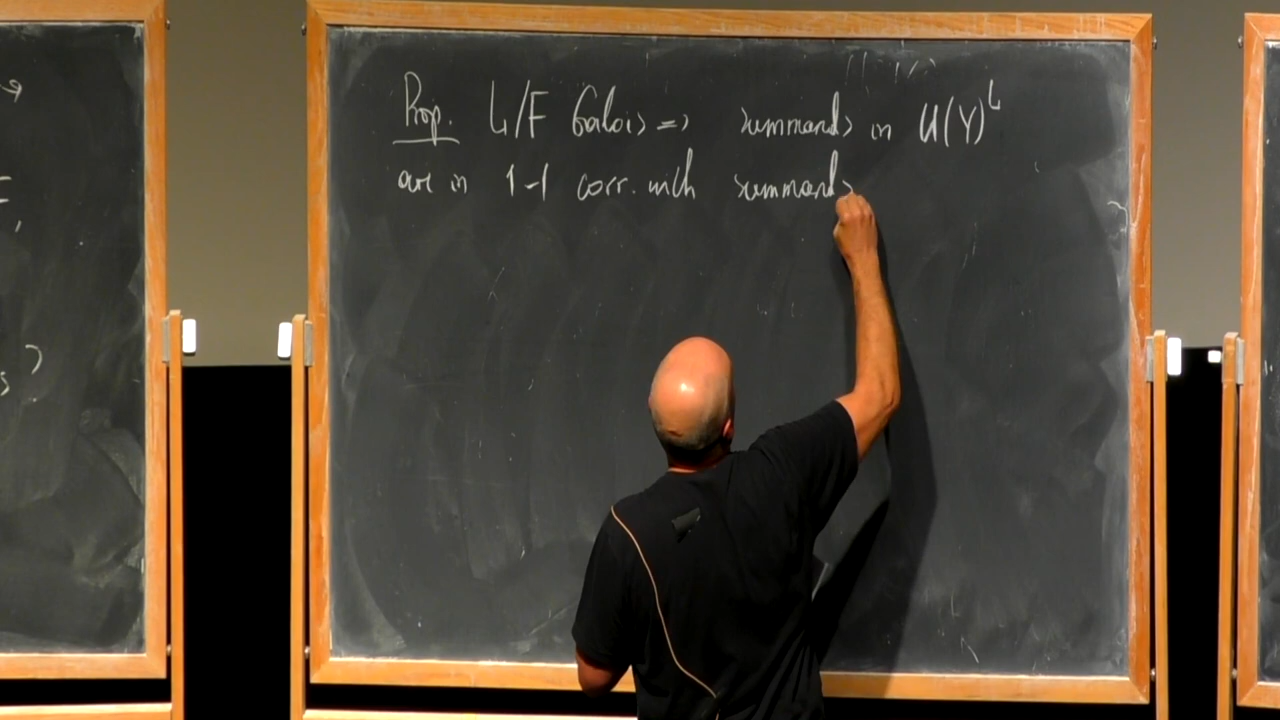 Prop. L/F Galois => summands in U(Y)^L
are in 1-1 corr. with summands